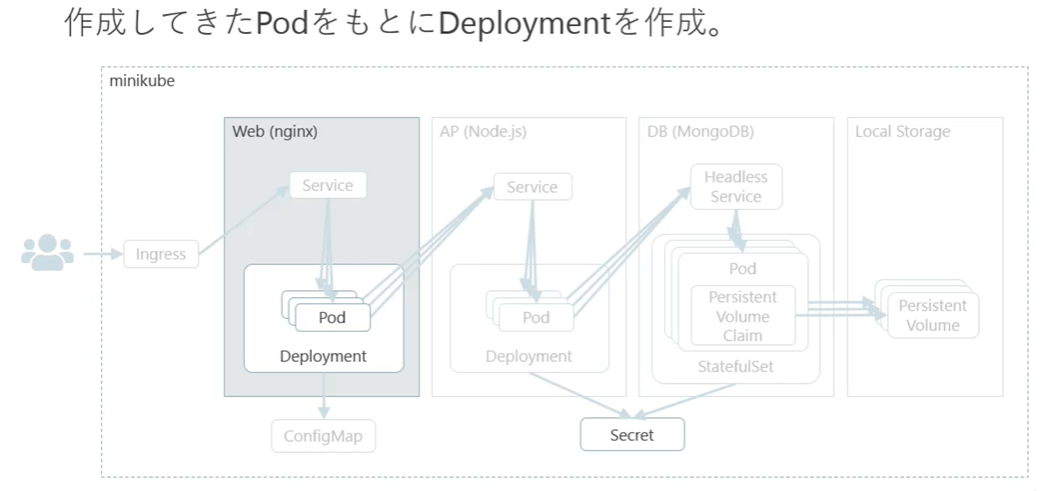 作成してきたPodをもとにDeploymentを作成。
minikube
Web (nginx)
AP (Node.js)
DB (MongoDB)
Local Storage
Service
Service
Headless
Service
Ingress
Pod
Pod
Pod
Persistent
Volume
Claim
Persistent
Volume
Deployment
Deployment
StatefulSet
ConfigMap
Secret